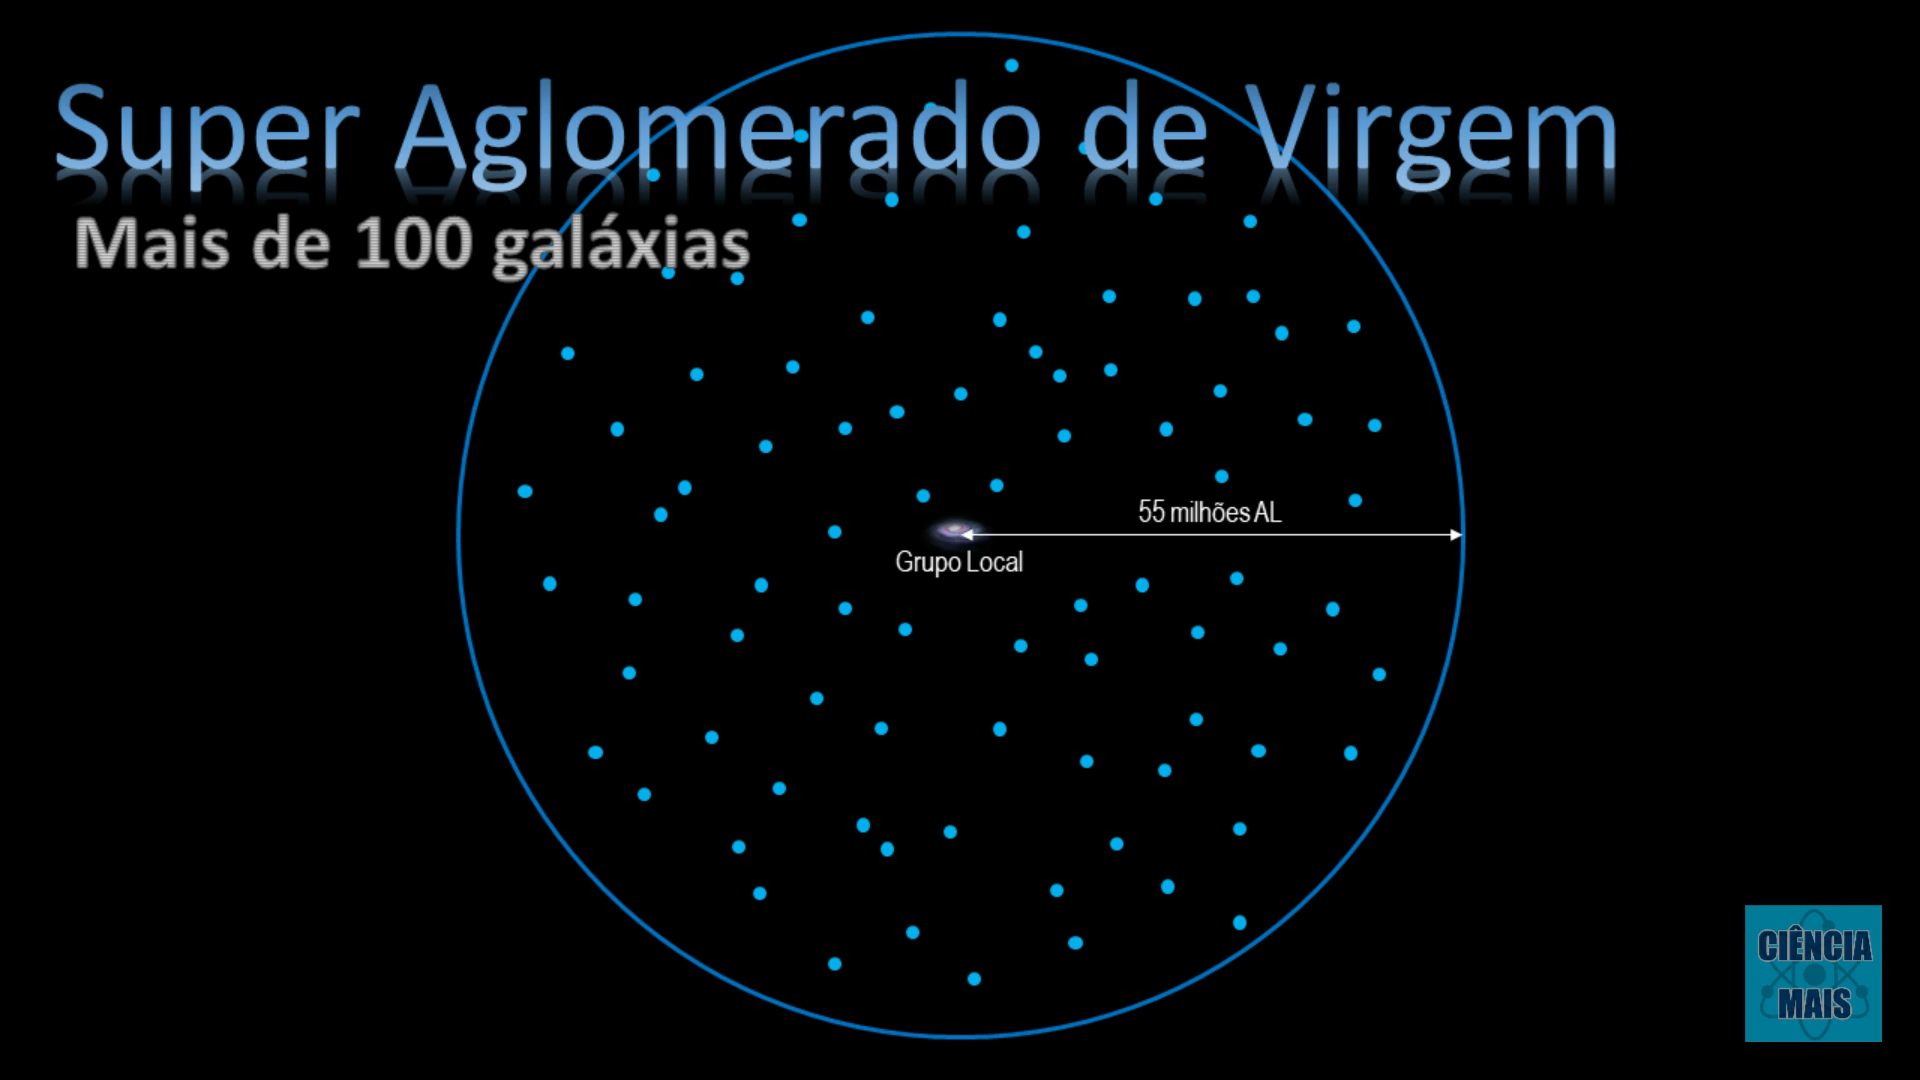 Super Aglomerado de Virgem
Mais de 100 galáxias
55 milhões AL
Grupo Local
CIÊNCIA
MAIS